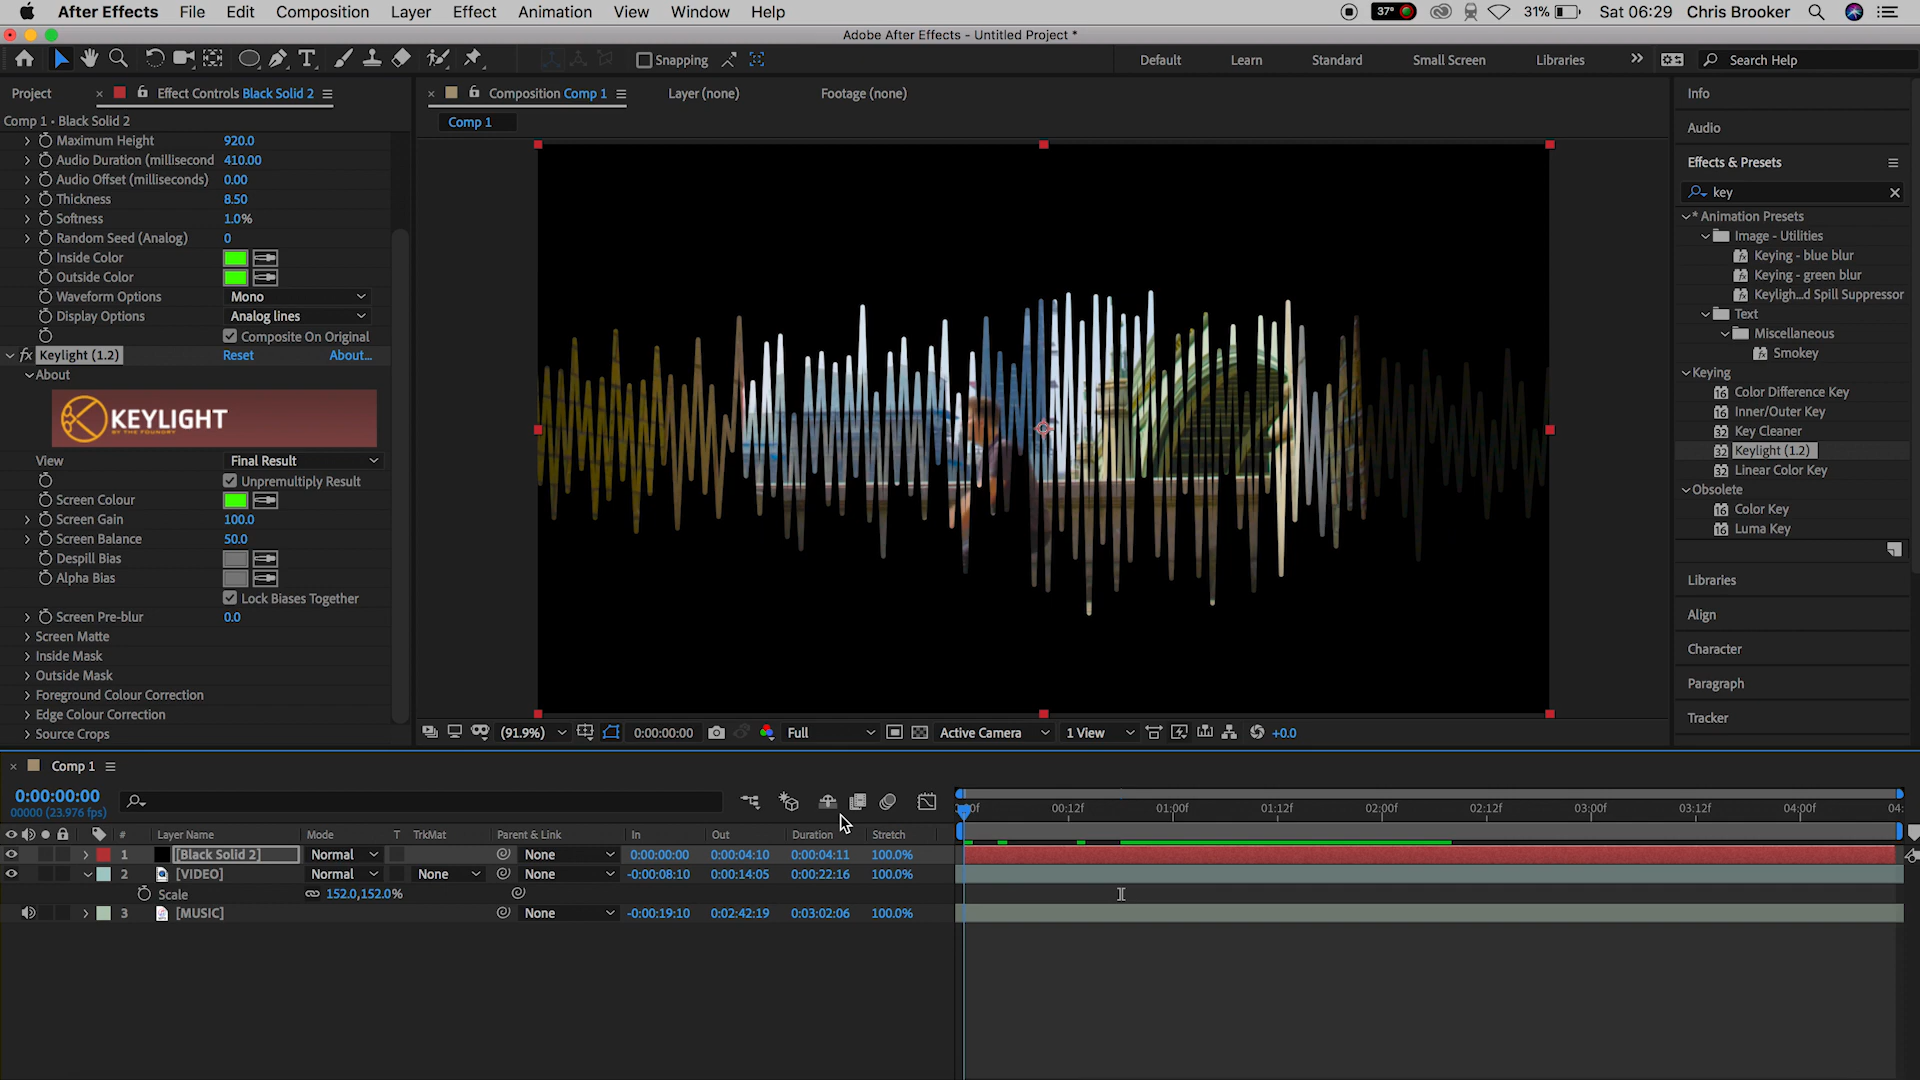 After Effects File Edit Composition Layer Effect Animation View Window Help 37° 31% Sat 06:29 Chris Brooker
Adobe After Effects - Untitled Project *
Snapping Default Learn Standard Small Screen Libraries Search Help
Project Effect Controls Black Solid 2
Comp 1 • Black Solid 2
Maximum Height 920.0
Audio Duration (millisecond 410.00
Audio Offset (milliseconds) 0.00
Thickness 8.50
Softness 1.0%
Random Seed (Analog) 0
Inside Color
Outside Color
Waveform Options Mono
Display Options Analog lines
Composite On Original
fx Keylight (1.2) Reset About...
About
KEYLIGHT
BY THE FOUNDRY
View Final Result
Unpremultiply Result
Screen Colour
Screen Gain 100.0
Screen Balance 50.0
Despill Bias
Alpha Bias
Lock Biases Together
Screen Pre-blur 0.0
Screen Matte
Inside Mask
Outside Mask
Foreground Colour Correction
Edge Colour Correction
Source Crops
Composition Comp 1 Layer (none) Footage (none)
Comp 1
(91.9%) 0:00:00:00 Full Active Camera 1 View +0.0
Info
Audio
Effects & Presets
key
* Animation Presets
Image - Utilities
Keying - blue blur
Keying - green blur
Keyligh...d Spill Suppressor
Text
Miscellaneous
Smokey
Keying
Color Difference Key
Inner/Outer Key
Key Cleaner
Keylight (1.2)
Linear Color Key
Obsolete
Color Key
Luma Key
Libraries
Align
Character
Paragraph
Tracker
Comp 1
0:00:00:00
00000 (23.976 fps)
:00f 00:12f 01:00f 01:12f 02:00f 02:12f 03:00f 03:12f 04:00f 04:
# Layer Name Mode T TrkMat Parent & Link In Out Duration Stretch
1 [Black Solid 2] Normal None 0:00:00:00 0:00:04:10 0:00:04:11 100.0%
2 [VIDEO] Normal None None -0:00:08:10 0:00:14:05 0:00:22:16 100.0%
Scale 152.0,152.0%
3 [MUSIC] None -0:00:19:10 0:02:42:19 0:03:02:06 100.0%